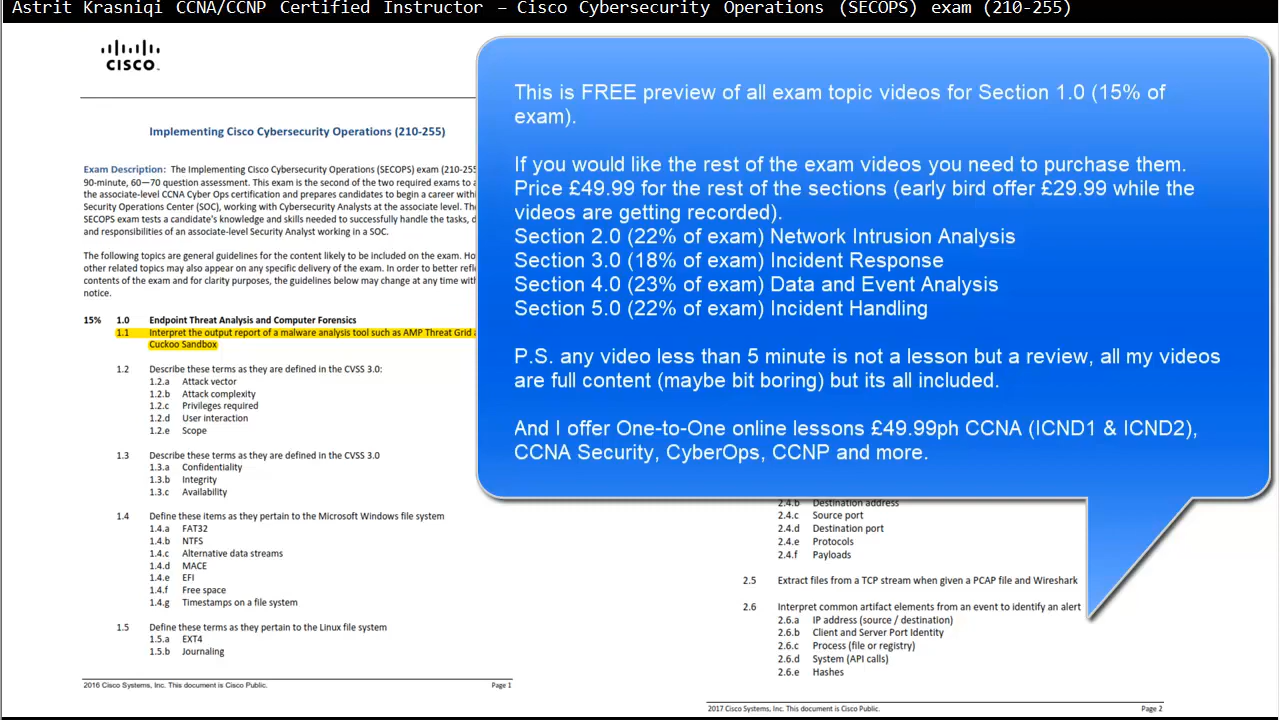 Astrit Krasniqi CCNA/CCNP Certified Instructor – Cisco Cybersecurity Operations (SECOPS) exam (210-255)
CISCO
Implementing Cisco Cybersecurity Operations (210-255)
Exam Description: The Implementing Cisco Cybersecurity Operations (SECOPS) exam (210-255
90-minute, 60—70 question assessment. This exam is the second of the two required exams to a
the associate-level CCNA Cyber Ops certification and prepares candidates to begin a career within
Security Operations Center (SOC), working with Cybersecurity Analysts at the associate level. The
SECOPS exam tests a candidate's knowledge and skills needed to successfully handle the tasks, d
and responsibilities of an associate-level Security Analyst working in a SOC.
The following topics are general guidelines for the content likely to be included on the exam. Ho
other related topics may also appear on any specific delivery of the exam. In order to better refle
contents of the exam and for clarity purposes, the guidelines below may change at any time with
notice.
15% 1.0 Endpoint Threat Analysis and Computer Forensics
1.1 Interpret the output report of a malware analysis tool such as AMP Threat Grid a
Cuckoo Sandbox
1.2 Describe these terms as they are defined in the CVSS 3.0:
1.2.a Attack vector
1.2.b Attack complexity
1.2.c Privileges required
1.2.d User interaction
1.2.e Scope
1.3 Describe these terms as they are defined in the CVSS 3.0
1.3.a Confidentiality
1.3.b Integrity
1.3.c Availability
1.4 Define these items as they pertain to the Microsoft Windows file system
1.4.a FAT32
1.4.b NTFS
1.4.c Alternative data streams
1.4.d MACE
1.4.e EFI
1.4.f Free space
1.4.g Timestamps on a file system
1.5 Define these terms as they pertain to the Linux file system
1.5.a EXT4
1.5.b Journaling
2016 Cisco Systems, Inc. This document is Cisco Public. Page 1
This is FREE preview of all exam topic videos for Section 1.0 (15% of
exam).
If you would like the rest of the exam videos you need to purchase them.
Price £49.99 for the rest of the sections (early bird offer £29.99 while the
videos are getting recorded).
Section 2.0 (22% of exam) Network Intrusion Analysis
Section 3.0 (18% of exam) Incident Response
Section 4.0 (23% of exam) Data and Event Analysis
Section 5.0 (22% of exam) Incident Handling
P.S. any video less than 5 minute is not a lesson but a review, all my videos
are full content (maybe bit boring) but its all included.
And I offer One-to-One online lessons £49.99ph CCNA (ICND1 & ICND2),
CCNA Security, CyberOps, CCNP and more.
2.4.b Destination address
2.4.c Source port
2.4.d Destination port
2.4.e Protocols
2.4.f Payloads
2.5 Extract files from a TCP stream when given a PCAP file and Wireshark
2.6 Interpret common artifact elements from an event to identify an alert
2.6.a IP address (source / destination)
2.6.b Client and Server Port Identity
2.6.c Process (file or registry)
2.6.d System (API calls)
2.6.e Hashes
2017 Cisco Systems, Inc. This document is Cisco Public. Page 2